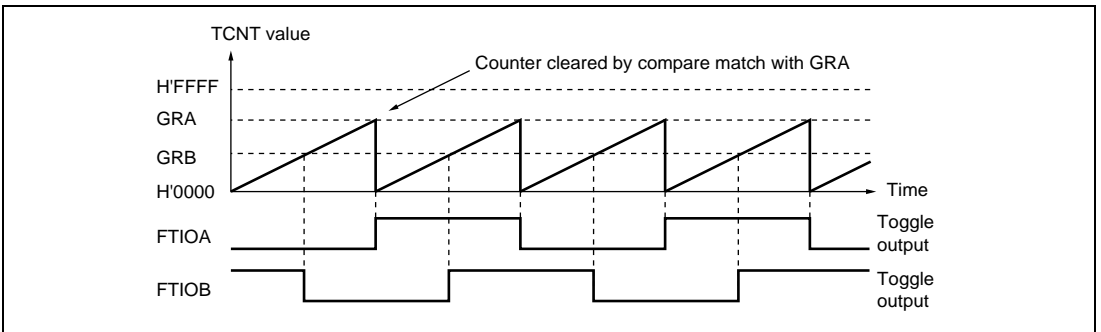 TCNT value
Counter cleared by compare match with GRA
H'FFFF
GRA
GRB
H'0000
Time
FTIOA
Toggle
output
FTIOB
Toggle
output